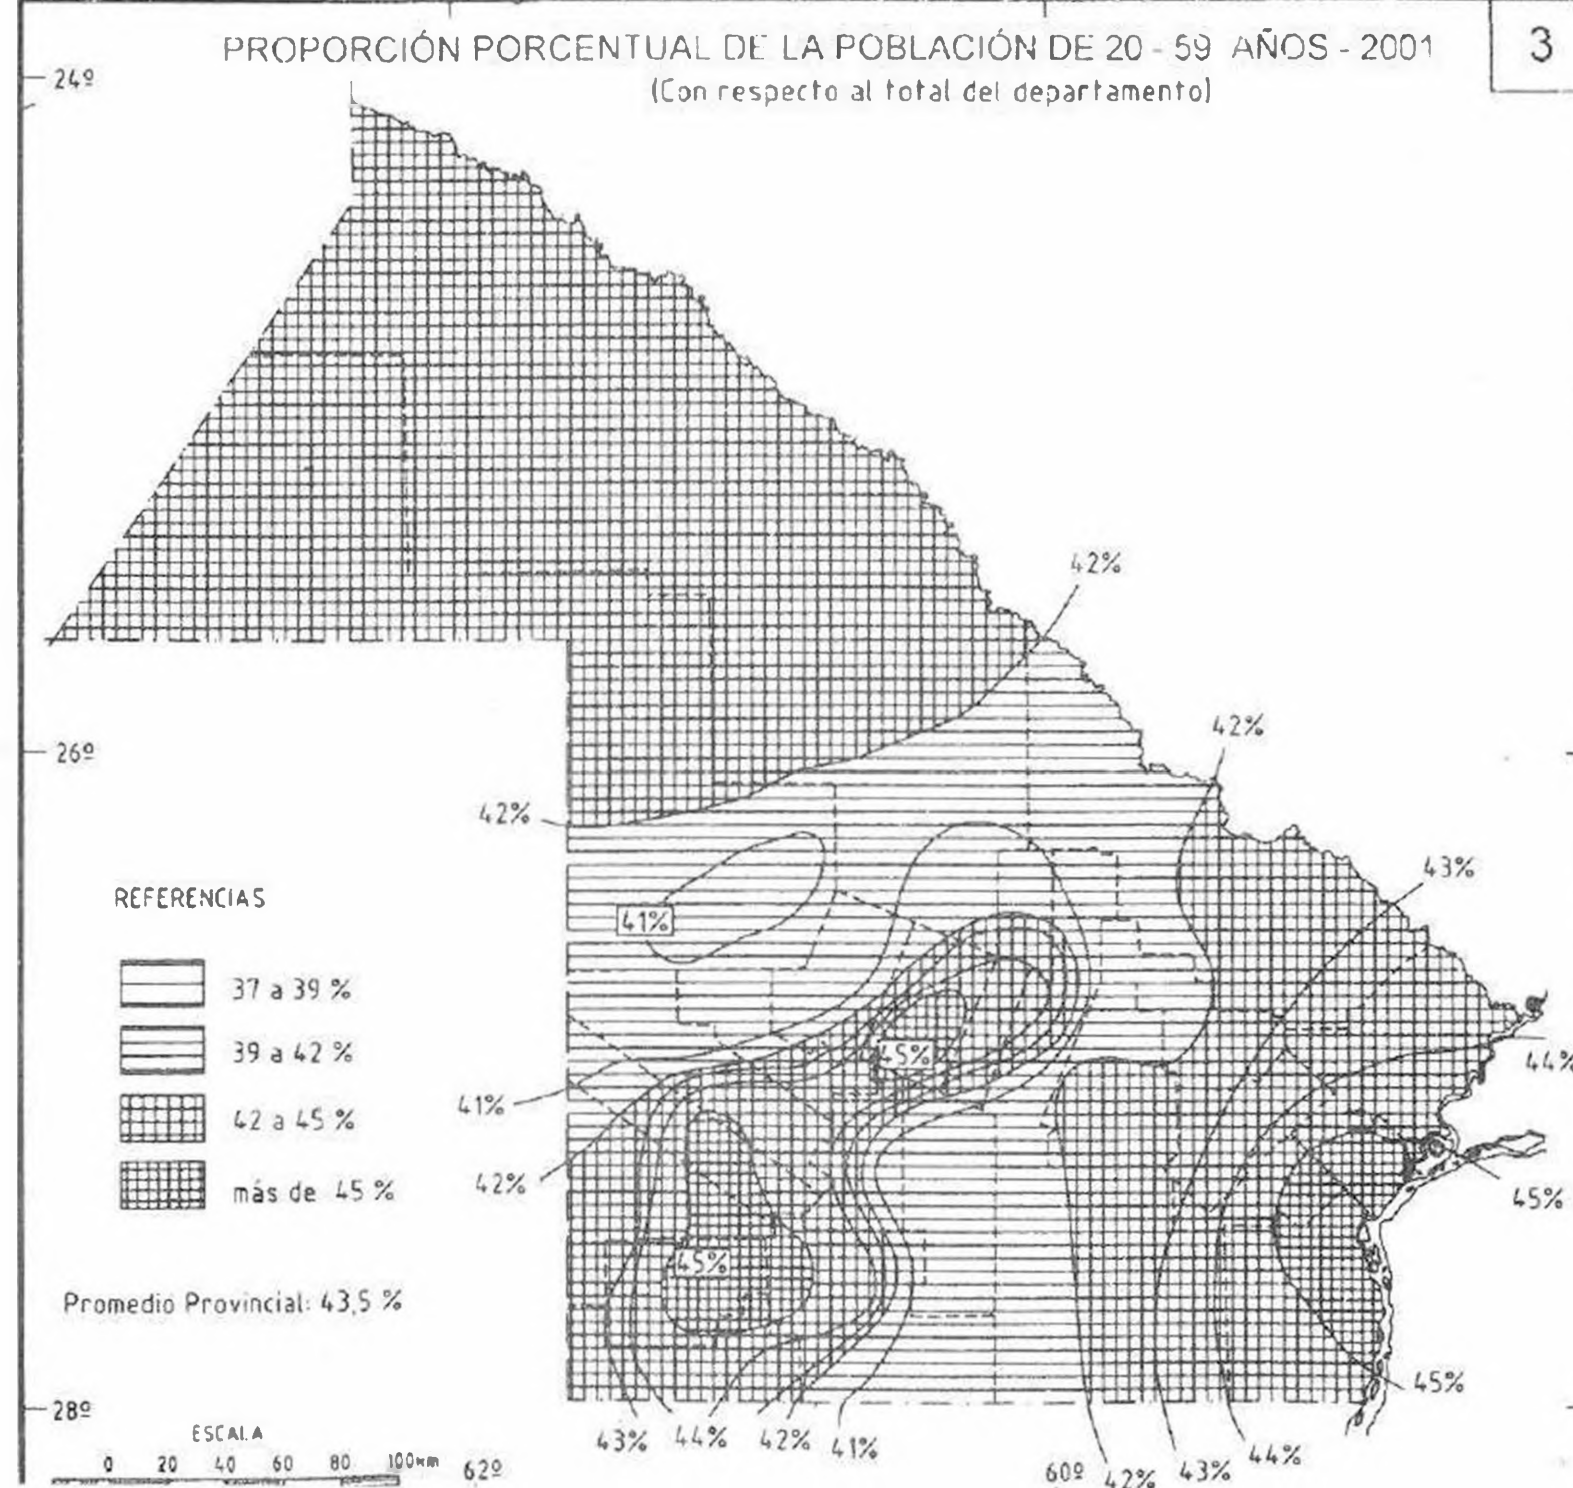 PROPORCIÓN PORCENTUAL DE LA POBLACIÓN DE 20 - 59 AÑOS - 2001
3
(Con respecto al total del departamento)
24º
42%
42%
26º
42%
43%
REFERENCIAS
41%
37 a 39 %
39 a 42 %
45%
44%
41%
42 a 45 %
42%
más de 45 %
45%
45%
Promedio Provincial: 43,5 %
45%
28º
ESCALA
43% 44% 42% 41%
44%
0 20 40 60 80 100km
62º
60º
42% 43%